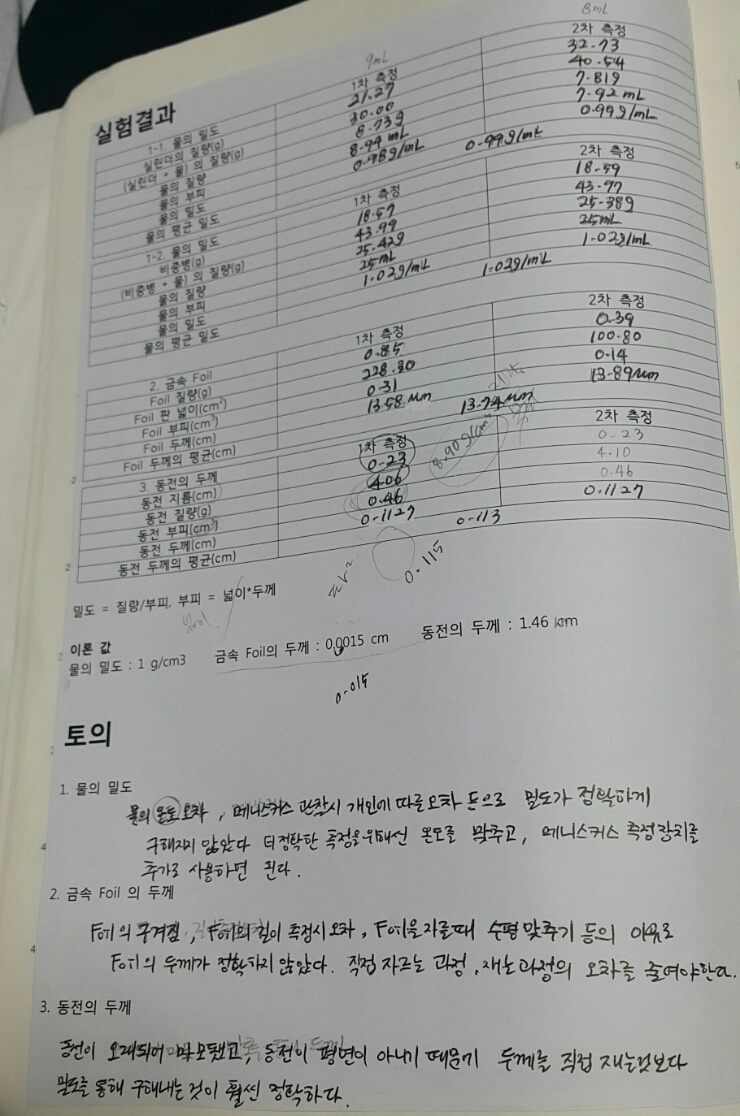 9mL
8mL
실험결과
1-1. 물의 밀도 1차 측정 2차 측정
실린더의 질량(g) 21.27 32.73
(실린더 + 물) 의 질량(g) 30.00 40.54
물의 질량 8.73g 7.81g
물의 부피 8.94 mL 7.92 mL
물의 밀도 0.98g/mL 0.99g/mL
물의 평균 밀도 0.99g/mL
1-2. 물의 밀도 1차 측정 2차 측정
비중병(g) 18.57 18.59
(비중병 + 물) 의 질량(g) 43.99 43.97
물의 질량 25.42g 25.38g
물의 부피 25mL 25mL
물의 밀도 1.02g/mL 1.02g/mL
물의 평균 밀도 1.02g/mL
2. 금속 Foil 1차 측정 2차 측정
Foil 질량(g) 0.85 0.39
Foil 판 넓이(cm²) 228.30 100.80
Foil 부피(cm³) 0.31 0.14
Foil 두께(cm) 13.58 μm 13.89μm
Foil 두께의 평균(cm) 13.74μm
8.90g/cm³
3. 동전의 두께 1차 측정 2차 측정
동전 지름(cm) 0.23 0.23
동전 질량(g) 4.06 4.10
동전 부피(cm³) 0.46 0.46
동전 두께(cm) 0.1127 0.1127
동전 두께의 평균(cm) 0.113
πr²
0.115
밀도 = 질량/부피, 부피 = 넓이*두께
이론 값
물의 밀도 : 1 g/cm3 금속 Foil의 두께 : 0.0015 cm 동전의 두께 : 1.46 mm
0.015
토의
1. 물의 밀도
물의 온도 오차, 메니스커스 관찰시 개인에 따른 오차 등으로 밀도가 정확하게
구해지지 않았다 더 정확한 측정을 위해선 온도를 맞추고, 메니스커스 측정장치를
추가로 사용하면 된다.
2. 금속 Foil 의 두께
Foil의 구겨짐, Foil의 길이 측정시 오차, Foil을 자를때 수평 맞추기 등의 이유로
Foil의 두께가 정확하지 않았다. 직접 자르는 과정, 재는 과정의 오차를 줄여야한다.
3. 동전의 두께
동전이 오래되어 마모됐고, 동전이 평면이 아니기 때문에 두께를 직접 재는것보다
밀도를 통해 구해내는 것이 훨씬 정확하다.